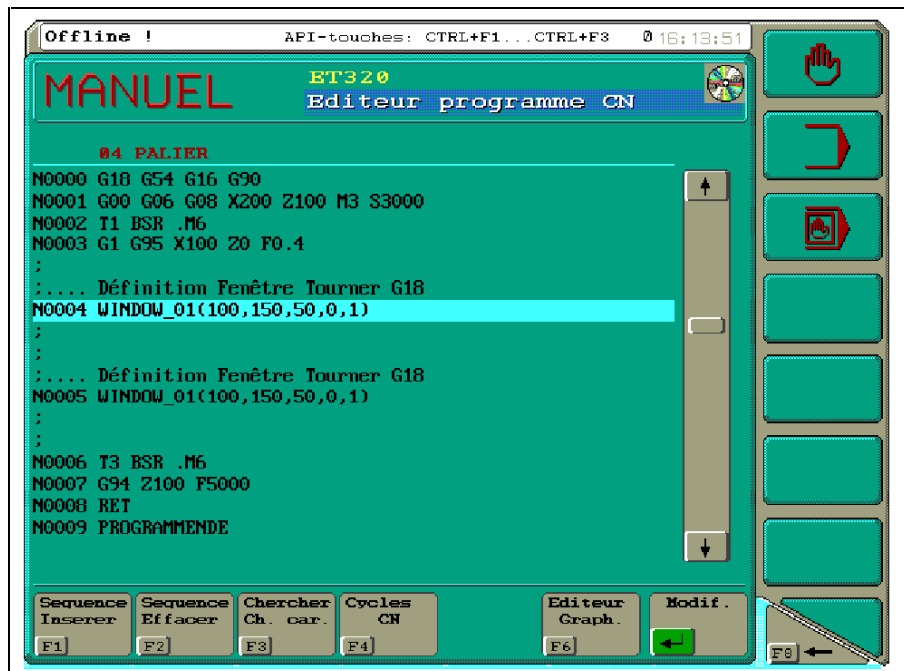 Offline ! API-touches: CTRL+F1...CTRL+F3 0 16:13:51
MANUEL
ET320
Editeur programme CN
04 PALIER
N0000 G18 G54 G16 G90
N0001 G00 G06 G08 X200 Z100 M3 S3000
N0002 T1 BSR .M6
N0003 G1 G95 X100 Z0 F0.4
;
;.... Définition Fenêtre Tourner G18
N0004 WINDOW_01(100,150,50,0,1)
;
;
;.... Définition Fenêtre Tourner G18
N0005 WINDOW_01(100,150,50,0,1)
;
;
N0006 T3 BSR .M6
N0007 G94 Z100 F5000
N0008 RET
N0009 PROGRAMMENDE
Sequence Inserer F1
Sequence Effacer F2
Chercher Ch. car. F3
Cycles CN F4
Editeur Graph. F6
Modif.
F8